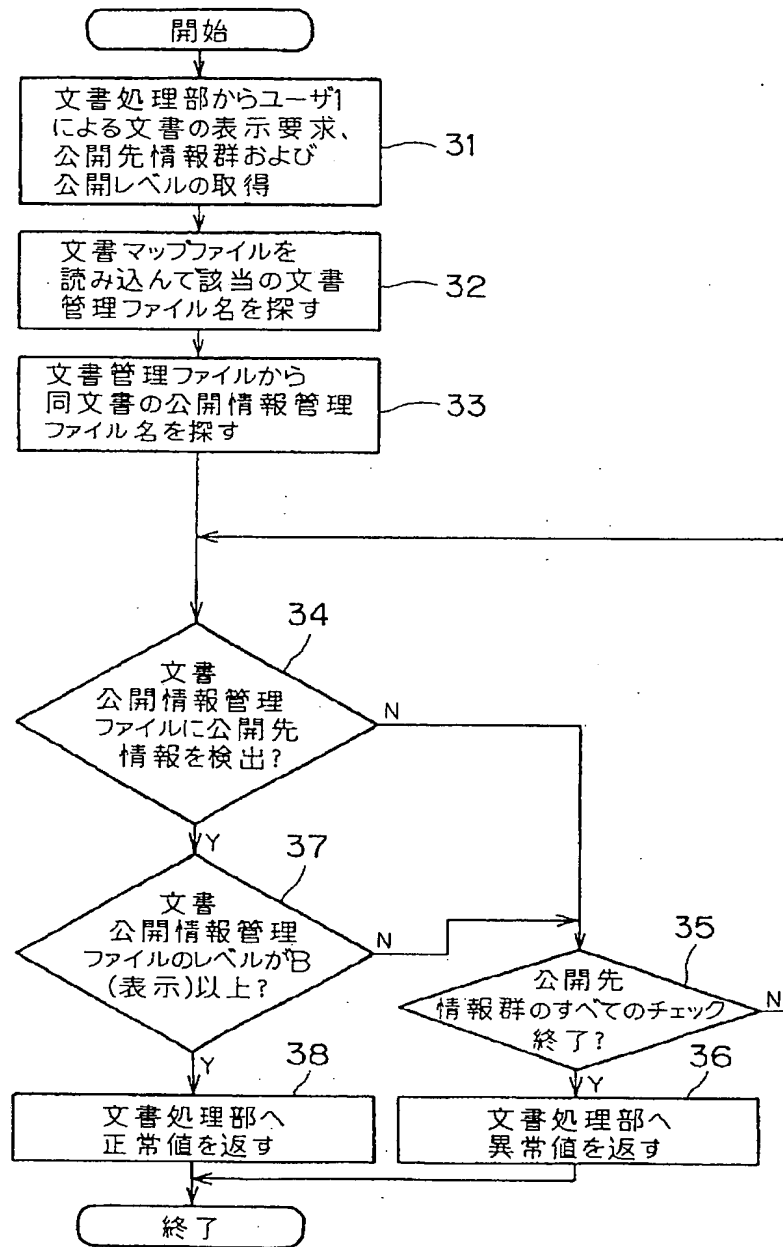 開始
文書処理部からユーザ1
による文書の表示要求、
公開先情報群および
公開レベルの取得
31
文書マップファイルを
読み込んで該当の文書
管理ファイル名を探す
32
文書管理ファイルから
同文書の公開情報管理
ファイル名を探す
33
34
文書
公開情報管理
ファイルに公開先
情報を検出?
N
Y
37
文書
公開情報管理
ファイルのレベルがB
(表示)以上?
N
Y
35
公開先
情報群のすべてのチェック
終了?
N
Y
38
文書処理部へ
正常値を返す
36
文書処理部へ
異常値を返す
終了